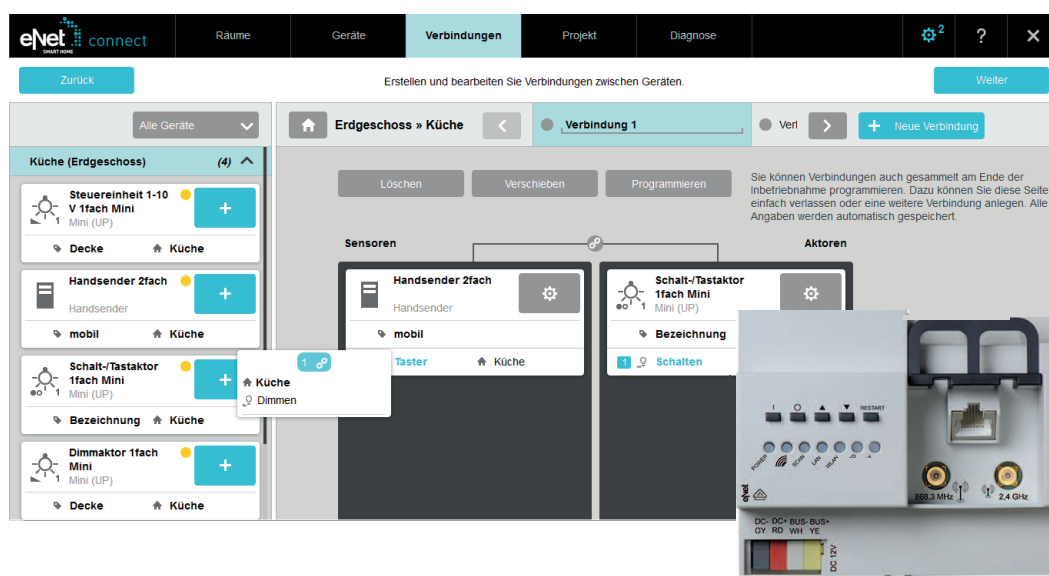 eNet connect
SMART HOME
Räume
Geräte
Verbindungen
Projekt
Diagnose
2
?
×
Zurück
Erstellen und bearbeiten Sie Verbindungen zwischen Geräten.
Weiter
Alle Geräte
Erdgeschoss » Küche
Verbindung 1
+ Neue Verbindung
Küche (Erdgeschoss) (4)
Steuereinheit 1-10
V 1fach Mini
Mini (UP)
1
+
Decke Küche
Handsender 2fach
Handsender
+
mobil Küche
Schalt-/Tastaktor
1fach Mini
Mini (UP)
1
+
Bezeichnung Küche
Dimmaktor 1fach
Mini
Mini (UP)
1
+
Decke Küche
1
Küche
Dimmen
Löschen
Verschieben
Programmieren
Sie können Verbindungen auch gesammelt am Ende der
Inbetriebnahme programmieren. Dazu können Sie diese Seite
einfach verlassen oder eine weitere Verbindung anlegen. Alle
Angaben werden automatisch gespeichert.
Sensoren
Aktoren
Handsender 2fach
Handsender
mobil
Taster Küche
Schalt-/Tastaktor
1fach Mini
Mini (UP)
1
Bezeichnung
1 Schalten
I O ▲ ▼ RESTART
POWER SCAN LAN WLAN
eNet
868,3 MHz
2,4 GHz
DC- DC+ BUS- BUS+
GY RD WH YE
DC 12V